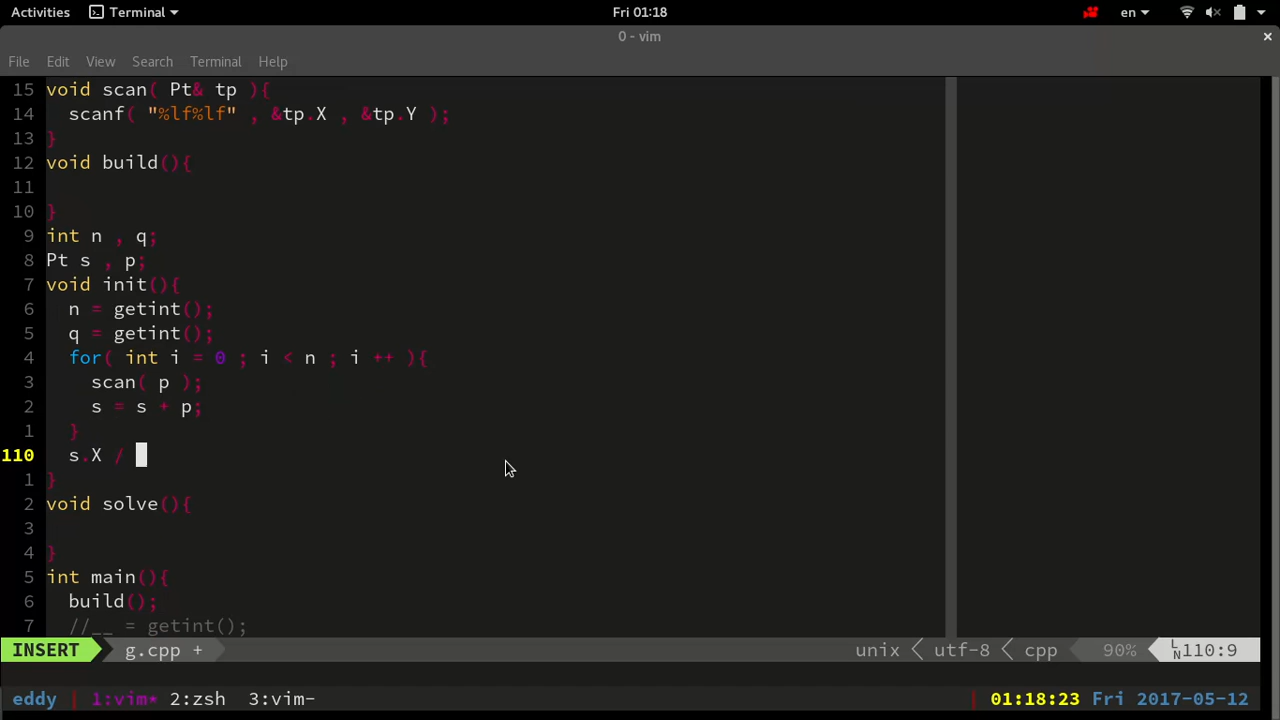 Activities Terminal Fri 01:18 en
0 - vim ×
File Edit View Search Terminal Help
15 void scan( Pt& tp ){
14 scanf( "%lf%lf" , &tp.X , &tp.Y );
13 }
12 void build(){
11
10 }
9 int n , q;
8 Pt s , p;
7 void init(){
6 n = getint();
5 q = getint();
4 for( int i = 0 ; i < n ; i ++ ){
3 scan( p );
2 s = s + p;
1 }
110 s.X /
1 }
2 void solve(){
3
4 }
5 int main(){
6 build();
7 //__ = getint();
INSERT g.cpp + unix utf-8 cpp 90% LN 110:9
eddy 1:vim* 2:zsh 3:vim- 01:18:23 Fri 2017-05-12